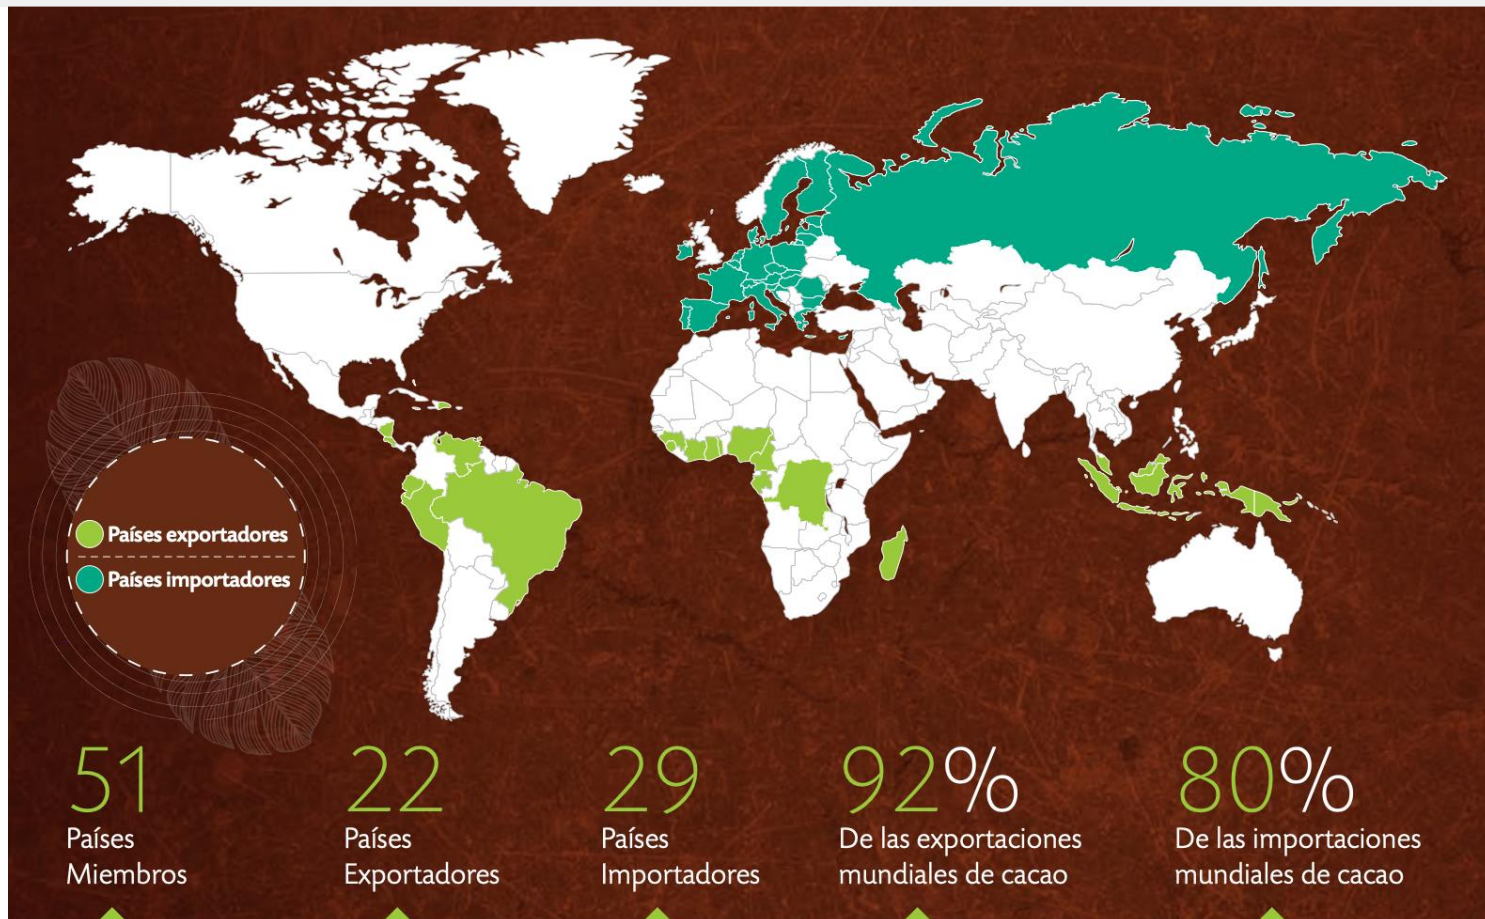 Países exportadores
Países importadores
51
Países
Miembros
22
Países
Exportadores
29
Países
Importadores
92%
De las exportaciones
mundiales de cacao
80%
De las importaciones
mundiales de cacao